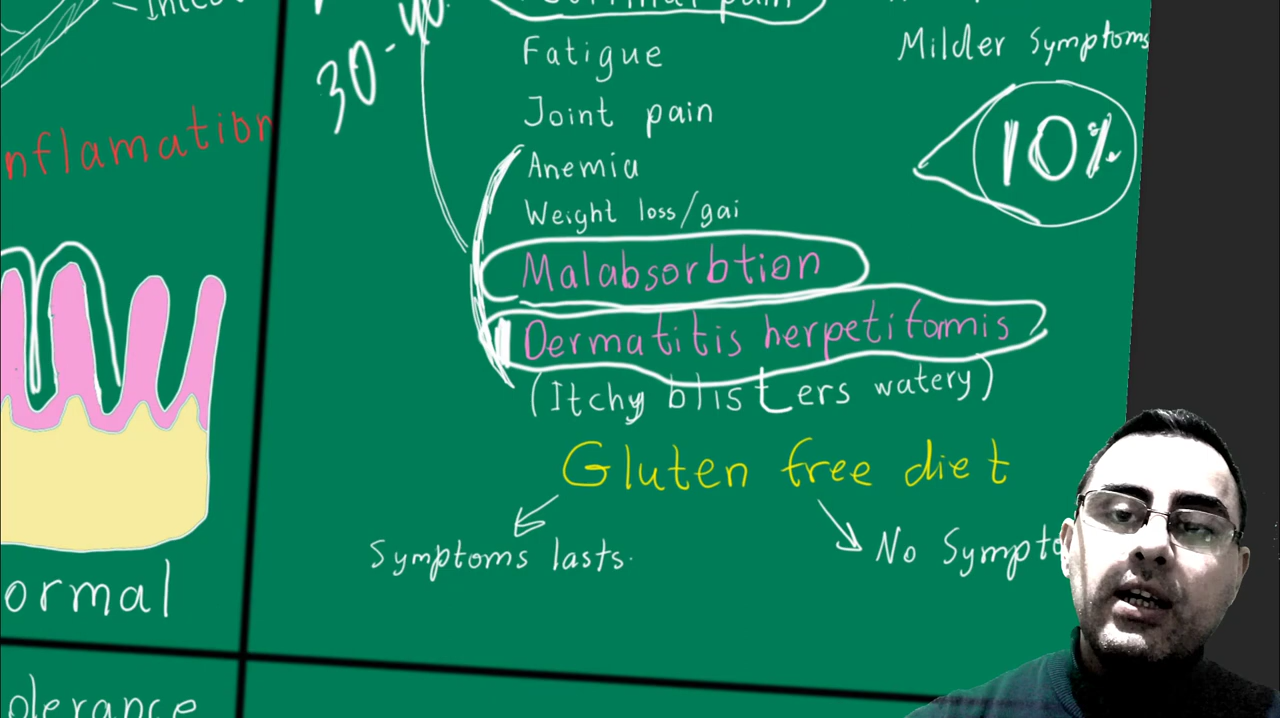 30-40
Fatigue
Joint pain
Anemia
Weight loss/gai
Malabsorbtion
Dermatitis herpetifomis
(Itchy blisters watery)
Gluten free diet
Symptoms lasts.
No Sympto
Milder Symptoms
10%
nflamation
ormal
olerance